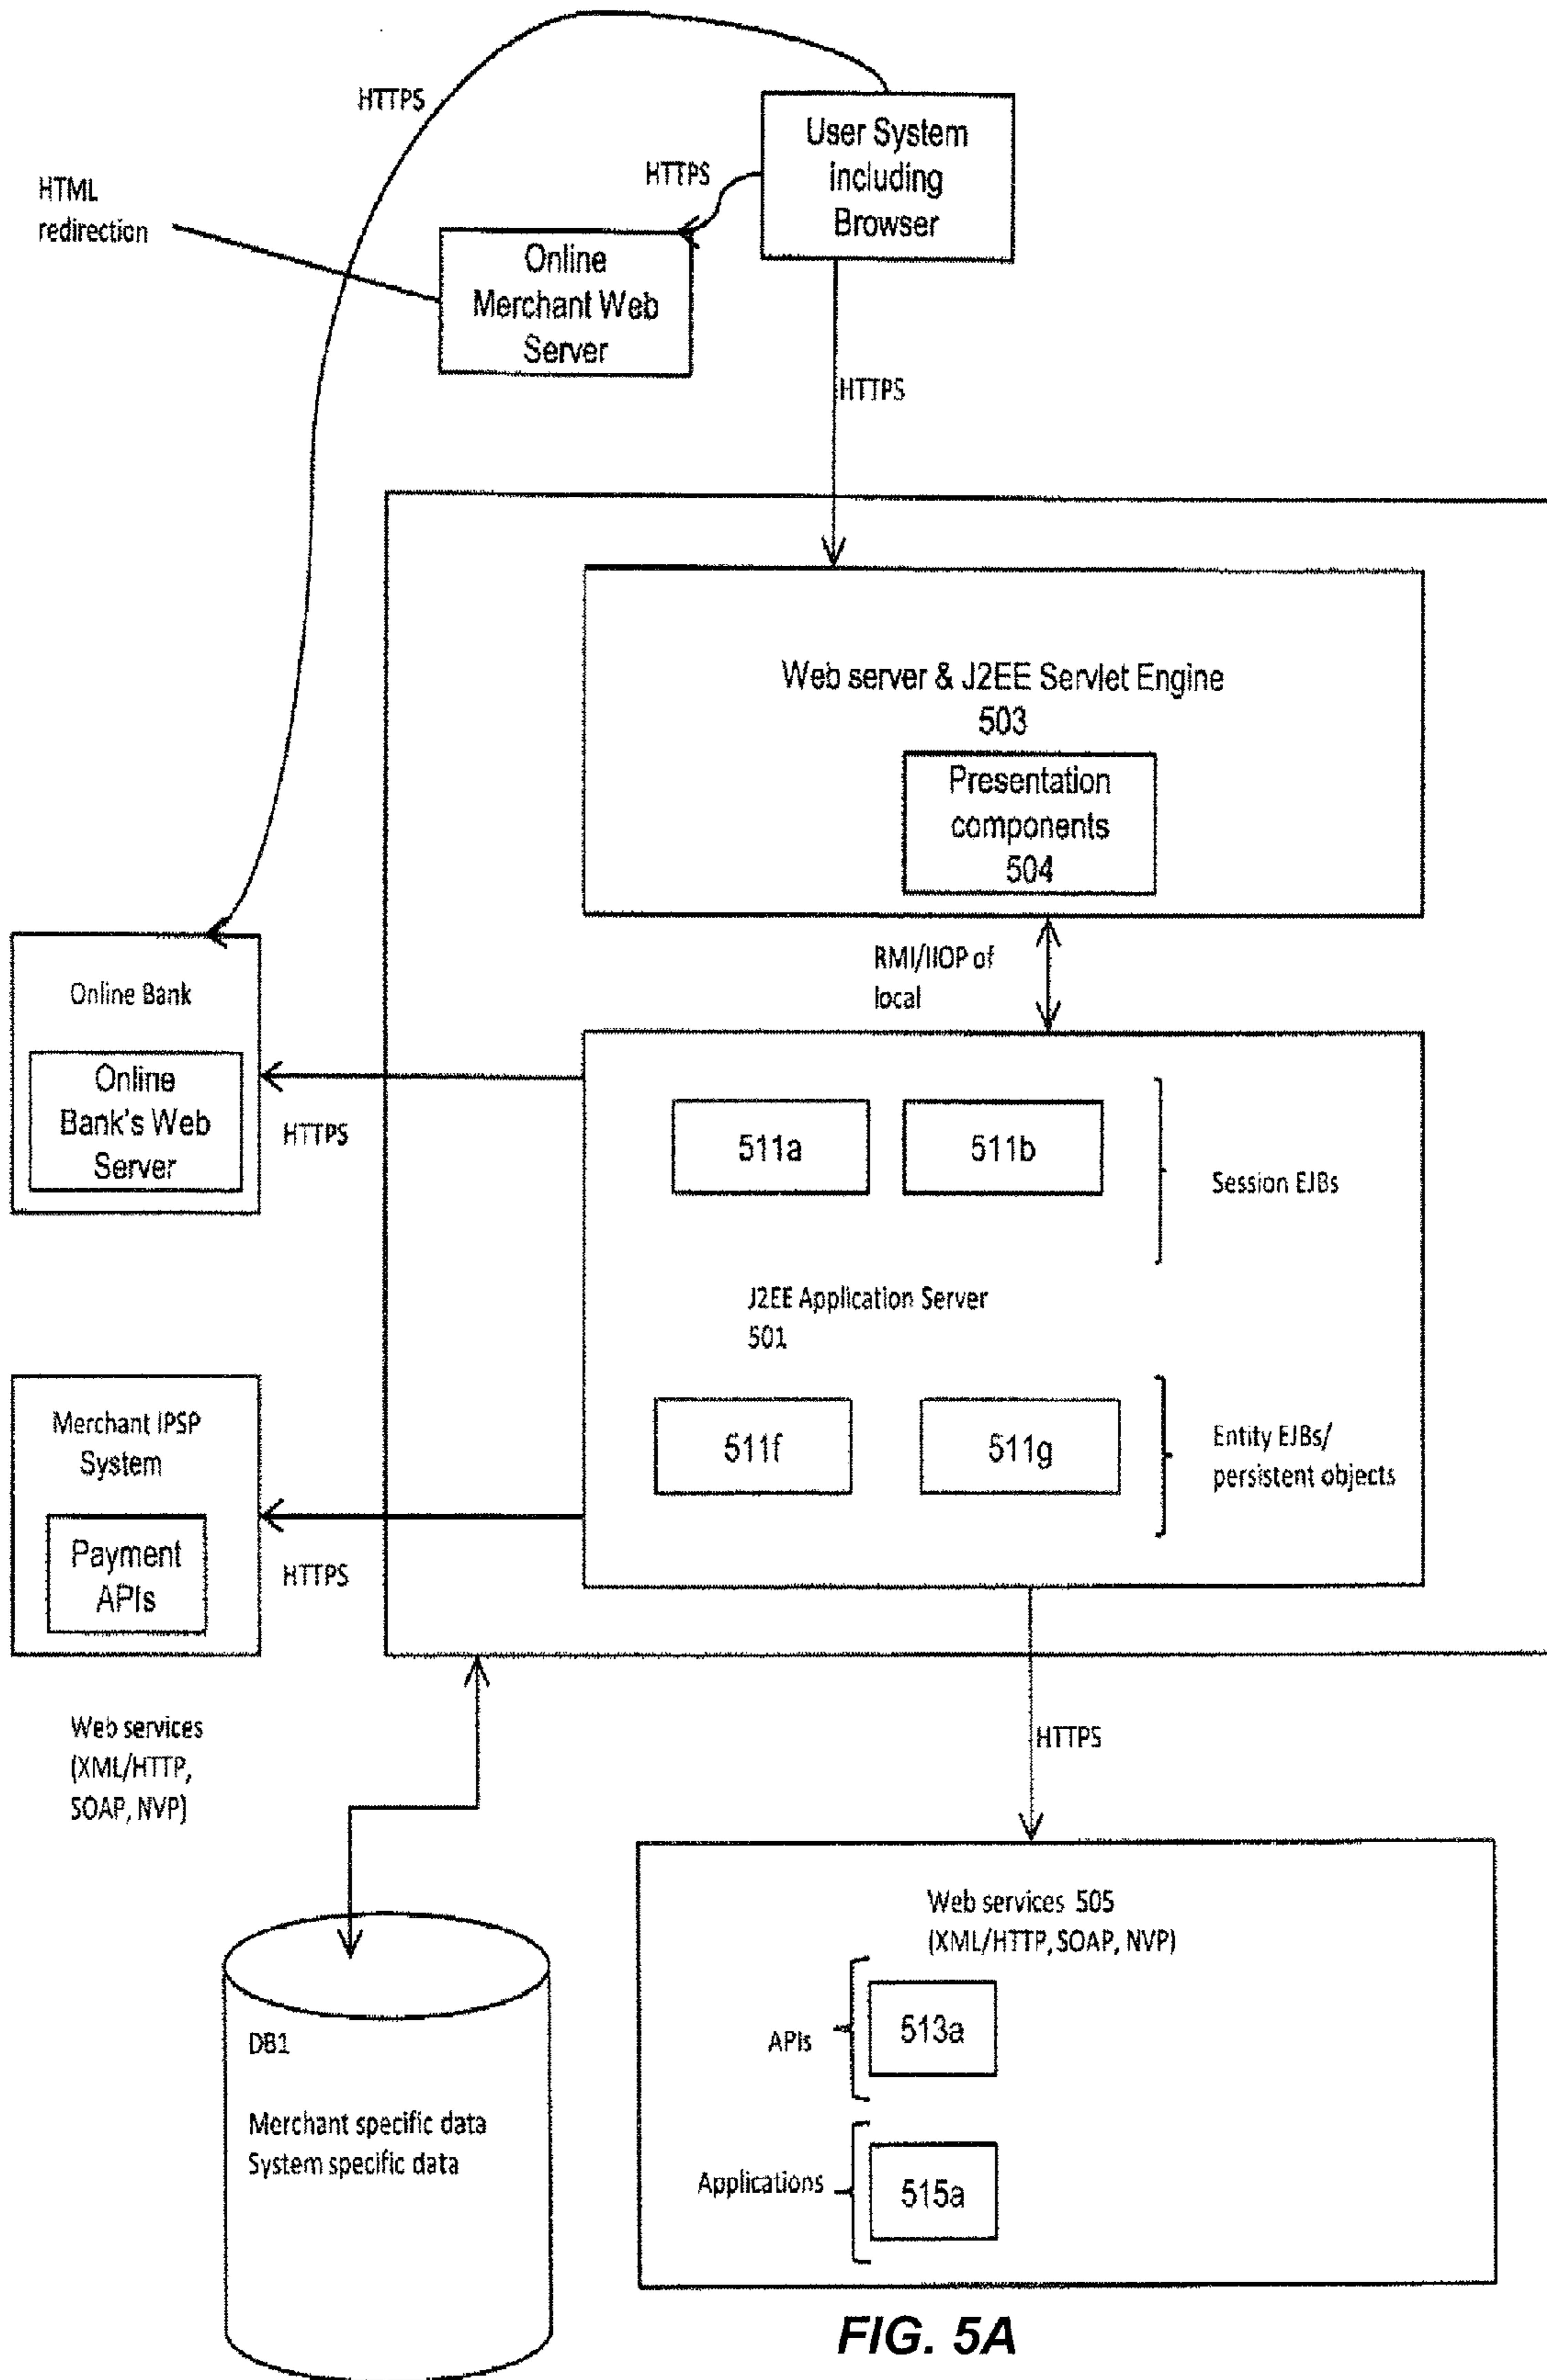 HTTPS
User System
including
Browser
HTTPS
HTML
redirection
Online
Merchant Web
Server
HTTPS
Web server & J2EE Servlet Engine
503
Presentation
components
504
RMI/IIOP of
local
Online Bank
Online
Bank's Web
Server
HTTPS
511a
511b
Session EJBs
J2EE Application Server
501
Merchant IPSP
System
Payment
APIs
HTTPS
511f
511g
Entity EJBs/
persistent objects
Web services
(XML/HTTP,
SOAP, NVP)
HTTPS
Web services 505
(XML/HTTP, SOAP, NVP)
APIs
513a
Applications
515a
DB1
Merchant specific data
System specific data
FIG. 5A